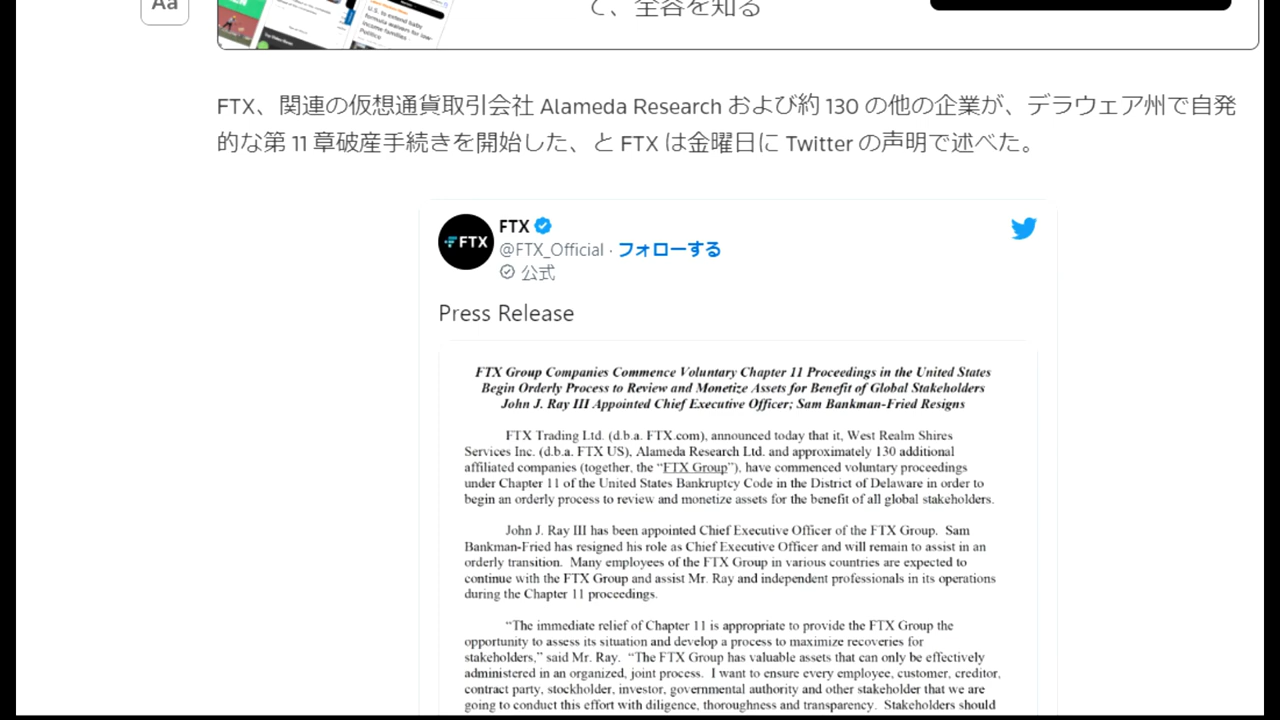 Aa
て、全容を知る
FTX、関連の仮想通貨取引会社 Alameda Research および約 130 の他の企業が、デラウェア州で自発
的な第 11 章破産手続きを開始した、と FTX は金曜日に Twitter の声明で述べた。
FTX
FTX
@FTX_Official · フォローする
公式
Press Release
FTX Group Companies Commence Voluntary Chapter 11 Proceedings in the United States
Begin Orderly Process to Review and Monetize Assets for Benefit of Global Stakeholders
John J. Ray III Appointed Chief Executive Officer; Sam Bankman-Fried Resigns
FTX Trading Ltd. (d.b.a. FTX.com), announced today that it, West Realm Shires
Services Inc. (d.b.a. FTX US), Alameda Research Ltd. and approximately 130 additional
affiliated companies (together, the “FTX Group”), have commenced voluntary proceedings
under Chapter 11 of the United States Bankruptcy Code in the District of Delaware in order to
begin an orderly process to review and monetize assets for the benefit of all global stakeholders.
John J. Ray III has been appointed Chief Executive Officer of the FTX Group. Sam
Bankman-Fried has resigned his role as Chief Executive Officer and will remain to assist in an
orderly transition. Many employees of the FTX Group in various countries are expected to
continue with the FTX Group and assist Mr. Ray and independent professionals in its operations
during the Chapter 11 proceedings.
“The immediate relief of Chapter 11 is appropriate to provide the FTX Group the
opportunity to assess its situation and develop a process to maximize recoveries for
stakeholders,” said Mr. Ray. “The FTX Group has valuable assets that can only be effectively
administered in an organized, joint process. I want to ensure every employee, customer, creditor,
contract party, stockholder, investor, governmental authority and other stakeholder that we are
going to conduct this effort with diligence, thoroughness and transparency. Stakeholders should